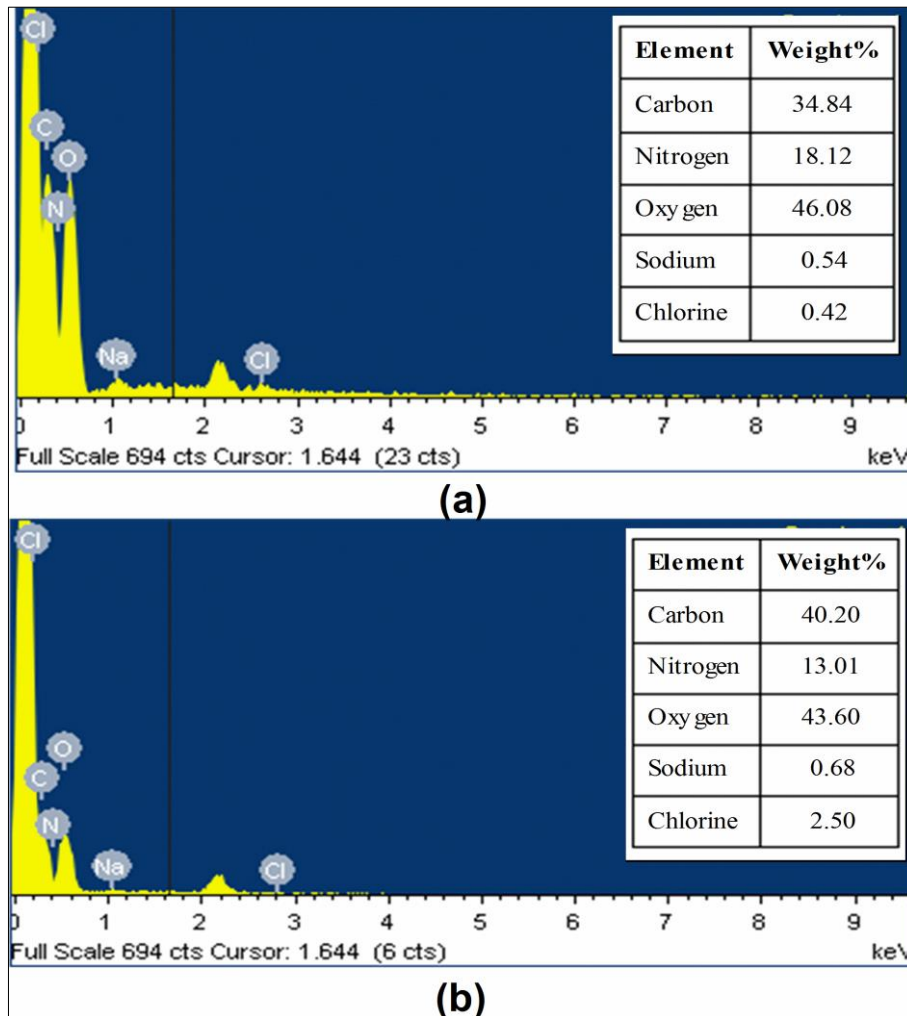 Cl
C
O
N
Na
Cl
Element Weight%
Carbon 34.84
Nitrogen 18.12
Oxygen 46.08
Sodium 0.54
Chlorine 0.42
0 1 2 3 4 5 6 7 8 9
Full Scale 694 cts Cursor: 1.644 (23 cts) keV
(a)
Cl
O
C
N
Na
Cl
Element Weight%
Carbon 40.20
Nitrogen 13.01
Oxygen 43.60
Sodium 0.68
Chlorine 2.50
0 1 2 3 4 5 6 7 8 9
Full Scale 694 cts Cursor: 1.644 (6 cts) keV
(b)